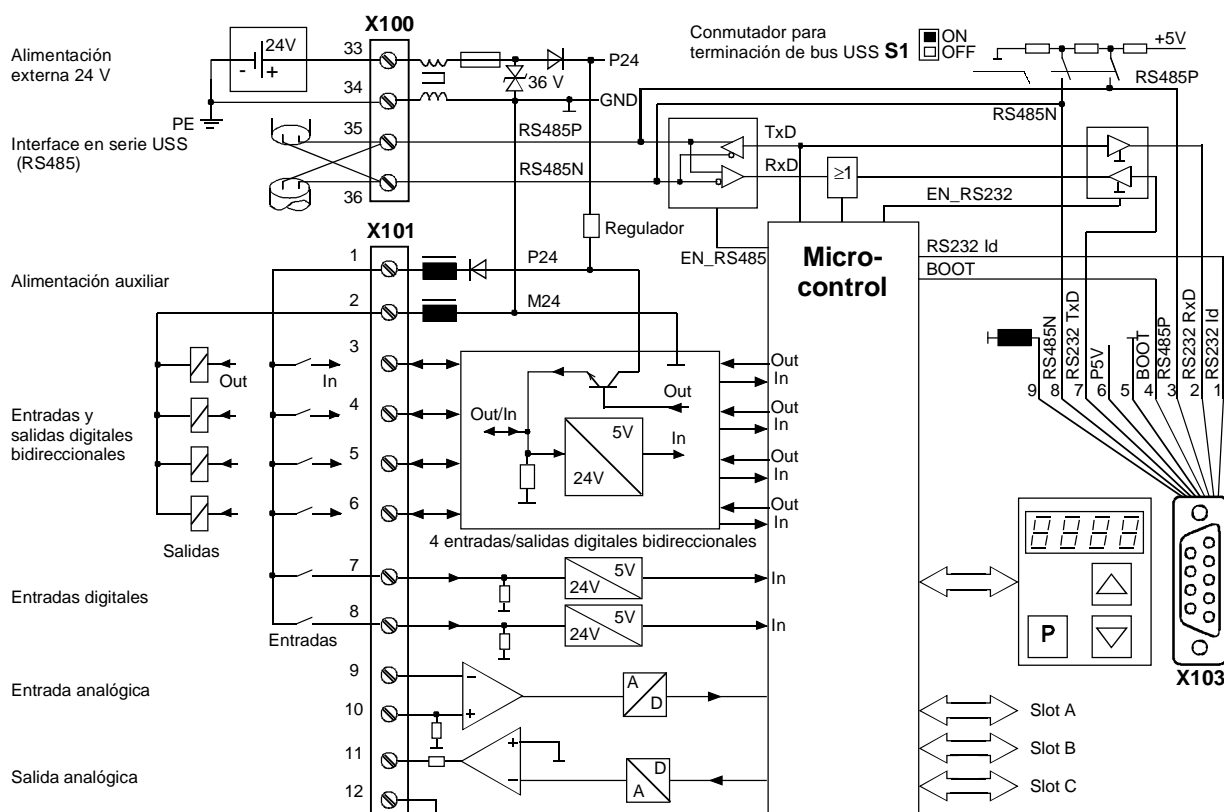 X100
Alimentación
externa 24 V
24V
- +
33
34
35
36
PE
36 V
P24
GND
Conmutador para
terminación de bus USS S1
ON
OFF
+5V
RS485P
RS485N
Interface en serie USS
(RS485)
RS485P
RS485N
TxD
RxD
≥1
EN_RS232
EN_RS485
Regulador
X101
Alimentación auxiliar
1
2
P24
M24
Micro-
control
RS232 Id
BOOT
RS485N
RS232 TxD
P5V
BOOT
RS485P
RS232 RxD
RS232 Id
9 8 7 6 5 4 3 2 1
Entradas y
salidas digitales
bidireccionales
Out
In
3
4
5
6
Salidas
Out/In
Out
In
5V
24V
Out
In
Out
In
Out
In
Out
In
4 entradas/salidas digitales bidireccionales
Entradas digitales
7
8
Entradas
5V
24V
In
5V
24V
In
8888
P
X103
Entrada analógica
9
10
-
+
A
D
Salida analógica
11
12
+
-
D
A
Slot A
Slot B
Slot C